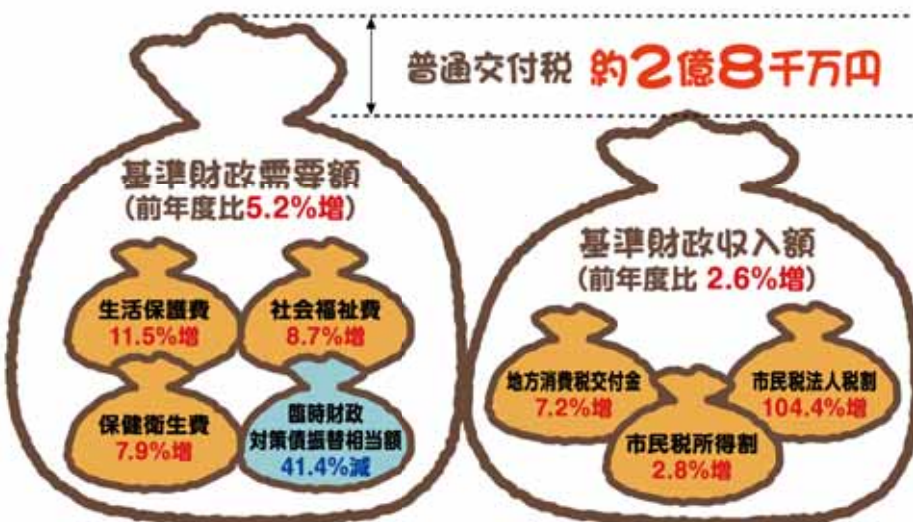 普通交付税 約2億8千万円
基準財政需要額
(前年度比5.2%増)
生活保護費
11.5%増
社会福祉費
8.7%増
保健衛生費
7.9%増
臨時財政
対策債振替相当額
41.4%減
基準財政収入額
(前年度比 2.6%増)
地方消費税交付金
7.2%増
市民税所得割
2.8%増
市民税法人税割
104.4%増